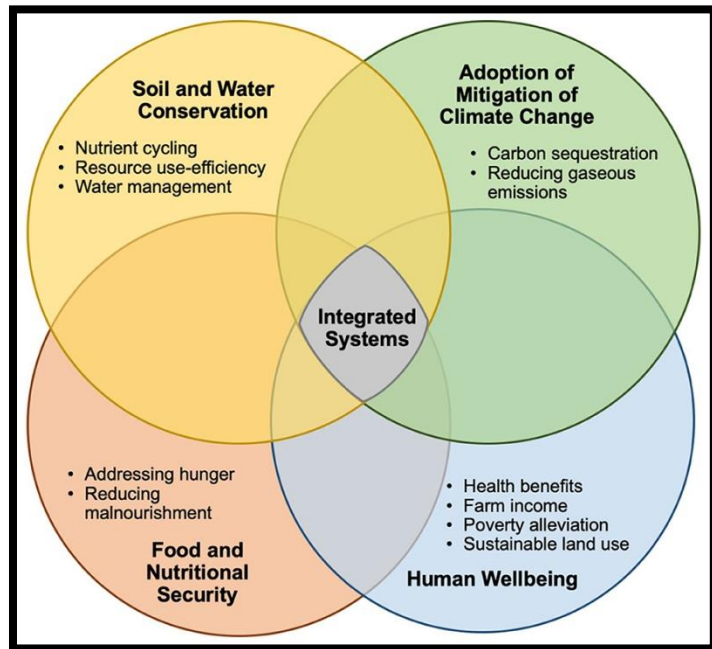 Soil and Water
Conservation
• Nutrient cycling
• Resource use-efficiency
• Water management
Adoption of
Mitigation of
Climate Change
• Carbon sequestration
• Reducing gaseous
emissions
Integrated
Systems
• Addressing hunger
• Reducing
malnourishment
Food and
Nutritional
Security
• Health benefits
• Farm income
• Poverty alleviation
• Sustainable land use
Human Wellbeing